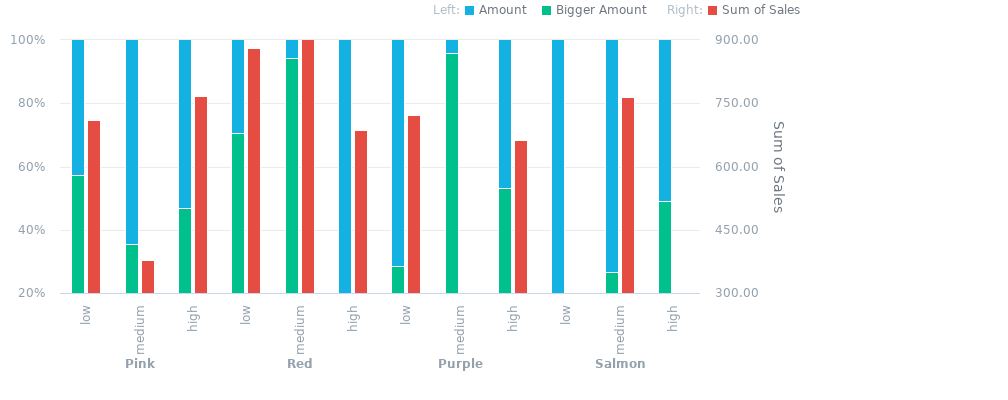 Left: Amount Bigger Amount Right: Sum of Sales
100% 900.00
80% 750.00
60% 600.00
40% 450.00
20% 300.00
Sum of Sales
low medium high low medium high low medium high low medium high
Pink Red Purple Salmon